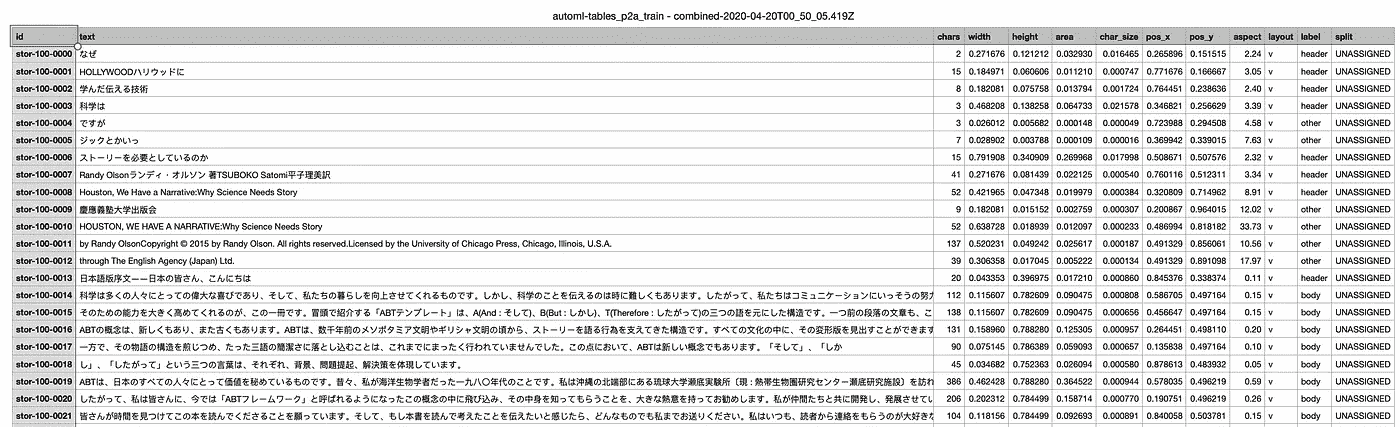 automl-tables_p2a_train - combined-2020-04-20T00_50_05.419Z
id text chars width height area char_size pos_x pos_y aspect layout label split
stor-100-0000 なぜ 2 0.271676 0.121212 0.032930 0.016465 0.265896 0.151515 2.24 v header UNASSIGNED
stor-100-0001 HOLLYWOODハリウッドに 15 0.184971 0.060606 0.011210 0.000747 0.771676 0.166667 3.05 v header UNASSIGNED
stor-100-0002 学んだ伝える技術 8 0.182081 0.075758 0.013794 0.001724 0.764451 0.238636 2.40 v header UNASSIGNED
stor-100-0003 科学は 3 0.468208 0.138258 0.064733 0.021578 0.346821 0.256629 3.39 v header UNASSIGNED
stor-100-0004 ですが 3 0.026012 0.005682 0.000148 0.000049 0.723988 0.294508 4.58 v other UNASSIGNED
stor-100-0005 ジックとかいっ 7 0.028902 0.003788 0.000109 0.000016 0.369942 0.339015 7.63 v other UNASSIGNED
stor-100-0006 ストーリーを必要としているのか 15 0.791908 0.340909 0.269968 0.017998 0.508671 0.507576 2.32 v header UNASSIGNED
stor-100-0007 Randy Olsonランディ・オルソン 著TSUBOKO Satomi平子理美訳 41 0.271676 0.081439 0.022125 0.000540 0.760116 0.512311 3.34 v header UNASSIGNED
stor-100-0008 Houston, We Have a Narrative:Why Science Needs Story 52 0.421965 0.047348 0.019979 0.000384 0.320809 0.714962 8.91 v header UNASSIGNED
stor-100-0009 慶應義塾大学出版会 9 0.182081 0.015152 0.002759 0.000307 0.200867 0.964015 12.02 v other UNASSIGNED
stor-100-0010 HOUSTON, WE HAVE A NARRATIVE:Why Science Needs Story 52 0.638728 0.018939 0.012097 0.000233 0.486994 0.818182 33.73 v other UNASSIGNED
stor-100-0011 by Randy OlsonCopyright © 2015 by Randy Olson. All rights reserved.Licensed by the University of Chicago Press, Chicago, Illinois, U.S.A. 137 0.520231 0.049242 0.025617 0.000187 0.491329 0.856061 10.56 v other UNASSIGNED
stor-100-0012 through The English Agency (Japan) Ltd. 39 0.306358 0.017045 0.005222 0.000134 0.491329 0.891098 17.97 v other UNASSIGNED
stor-100-0013 日本語版序文ーー日本の皆さん、こんにちは 20 0.043353 0.396975 0.017210 0.000860 0.845376 0.338374 0.11 v header UNASSIGNED
stor-100-0014 科学は多くの人々にとっての偉大な喜びであり、そして、私たちの暮らしを向上させてくれるものです。しかし、科学のことを伝えるのは時に難しくもあります。したがって、私たちはコミュニケーションにいっそうの努力 112 0.115607 0.782609 0.090475 0.000808 0.586705 0.497164 0.15 v body UNASSIGNED
stor-100-0015 そのための能力を大きく高めてくれるのが、この一冊です。冒頭で紹介する「ABTテンプレート」は、A(And : そして)、B(But : しかし)、T(Therefore : したがって)の三つの語を元にした構造です。一つ前の段落の文章も、こ 138 0.115607 0.782609 0.090475 0.000656 0.456647 0.497164 0.15 v body UNASSIGNED
stor-100-0016 ABTの概念は、新しくもあり、また古くもあります。ABTは、数千年前のメソポタミア文明やギリシャ文明の頃から、ストーリーを語る行為を支えてきた構造です。すべての文化の中に、その変形版を見出すことができます 131 0.158960 0.788280 0.125305 0.000957 0.264451 0.498110 0.20 v body UNASSIGNED
stor-100-0017 一方で、その物語の構造を煎じつめ、たった三語の簡潔さに落とし込むことは、これまでにまったく行われていませんでした。この点において、ABTは新しい概念でもあります。「そして」、「しか 90 0.075145 0.786389 0.059093 0.000657 0.135838 0.497164 0.10 v body UNASSIGNED
stor-100-0018 し」、「したがって」という三つの言葉は、それぞれ、背景、問題提起、解決策を体現しています。 45 0.034682 0.752363 0.026094 0.000580 0.878613 0.483932 0.05 v body UNASSIGNED
stor-100-0019 ABTは、日本のすべての人々にとって価値を秘めているものです。昔々、私が海洋生物学者だった一九八〇年代のことです。私は沖縄の北端部にある琉球大学瀬底実験所〔現 : 熱帯生物圏研究センター瀬底研究施設〕を訪れ 386 0.462428 0.788280 0.364522 0.000944 0.578035 0.496219 0.59 v body UNASSIGNED
stor-100-0020 したがって、私は皆さんに、今では「ABTフレームワーク」と呼ばれるようになったこの概念の中に飛び込み、その中身を知ってもらうことを、大きな熱意を持ってお勧めします。私が仲間たちと共に開発し、発展させてい 206 0.202312 0.784499 0.158714 0.000770 0.190751 0.496219 0.26 v body UNASSIGNED
stor-100-0021 皆さんが時間を見つけてこの本を読んでくださることを願っています。そして、もし本書を読んで考えたことを伝えたいと感じたら、どんなものでも私までお送りください。私はいつも、読者から連絡をもらうのが大好きな 104 0.118156 0.784499 0.092693 0.000891 0.840058 0.503781 0.15 v body UNASSIGNED